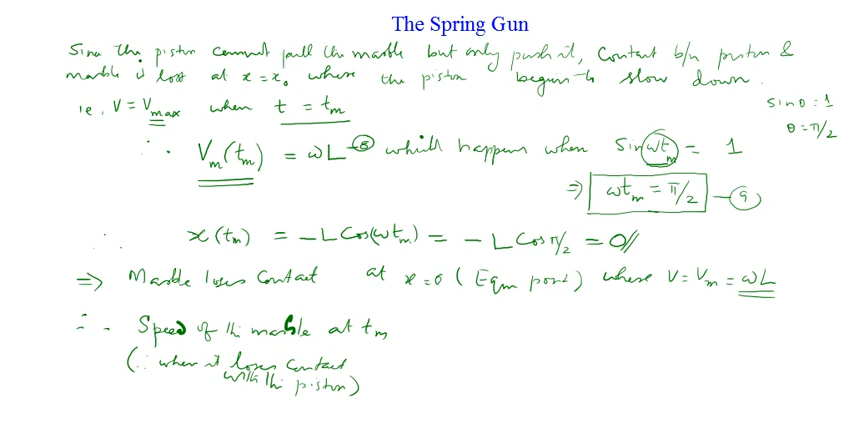 The Spring Gun
Since the piston cannot pull the marble but only push it, Contact b/n piston &
marble is lost at x = x₀ where the piston begins to slow down.
ie, V = Vmax when t = tm
sinθ = 1
θ = π/2
∴ Vm(tm) = ωL —⑧ which happens when Sin ωtm = 1
⇒ ωtm = π/2 —⑨
∴ x(tm) = -L Cos(ωtm) = -L Cos π/2 = 0//
⇒ Marble loses Contact at x = 0 (Eqm point) where V = Vm = ωL
∴ Speed of the marble at tm
(∵ when it loses contact
with the piston)